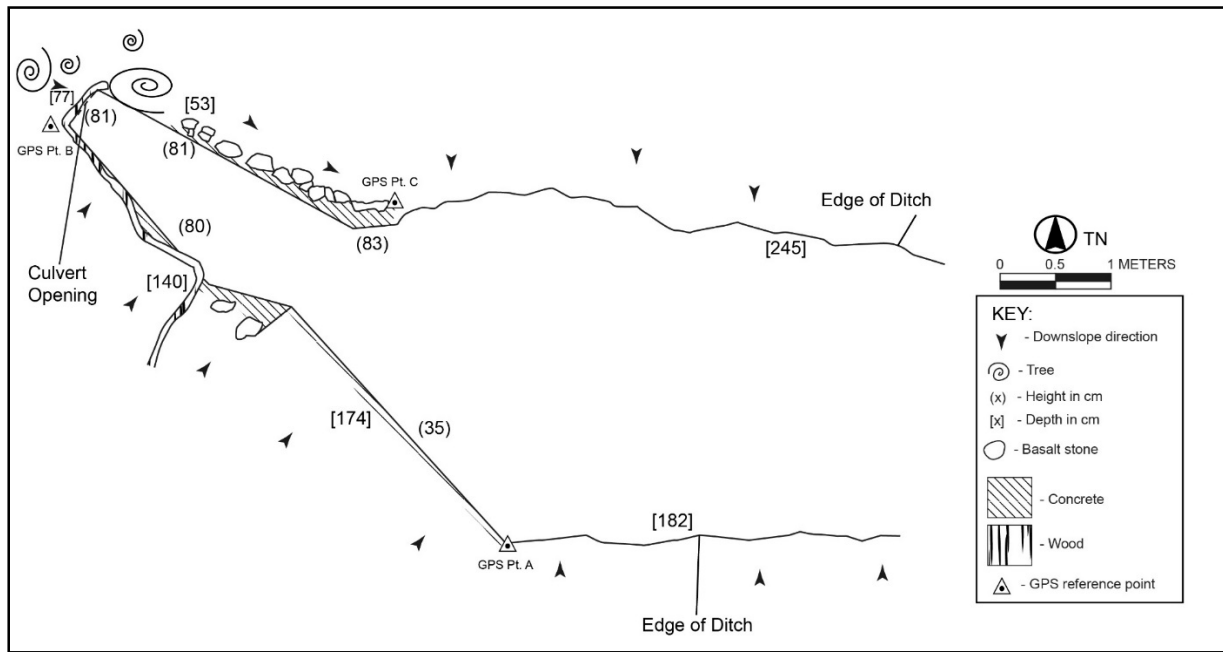 [77]
(81)
GPS Pt. B
[53]
(81)
GPS Pt. C
(83)
(80)
Culvert
Opening
[140]
[174]
(35)
GPS Pt. A
[182]
Edge of Ditch
[245]
Edge of Ditch
TN
0 0.5 1 METERS
KEY:
- Downslope direction
- Tree
(x) - Height in cm
[x] - Depth in cm
- Basalt stone
- Concrete
- Wood
- GPS reference point